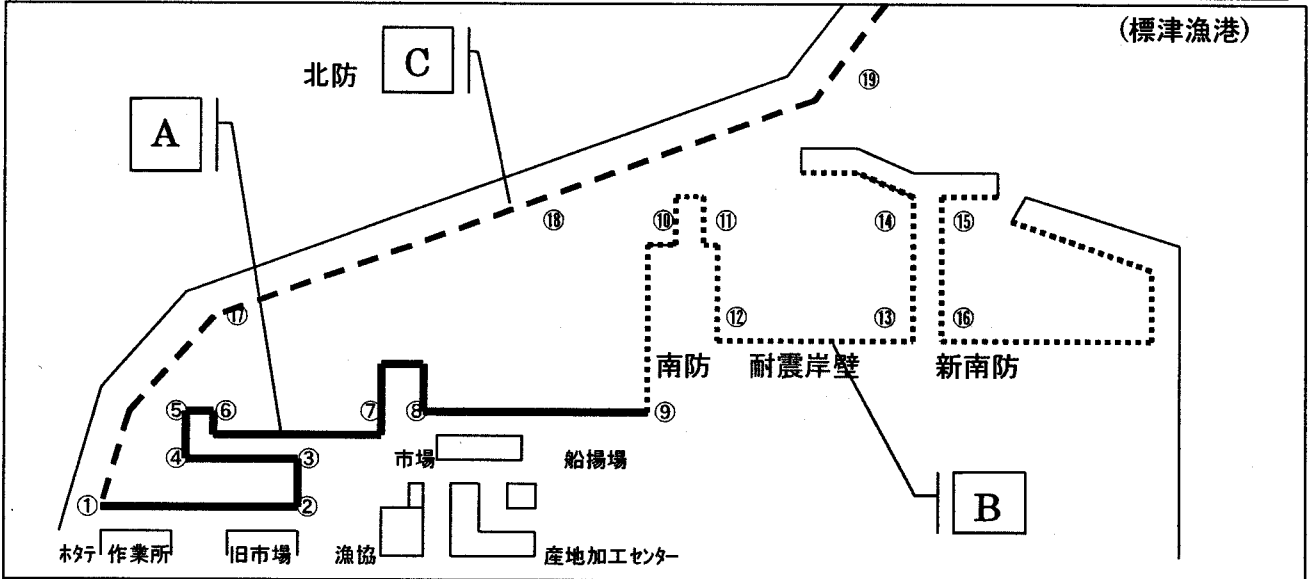 (標津漁港)
C
北防
⑲
A
⑱
⑩
⑪
⑭
⑮
⑰
⑫
⑬
⑯
南防
耐震岸壁
新南防
⑤
⑥
⑦
⑧
⑨
④
③
市場
船揚場
①
②
B
ホタテ
作業所
旧市場
漁協
産地加工センター